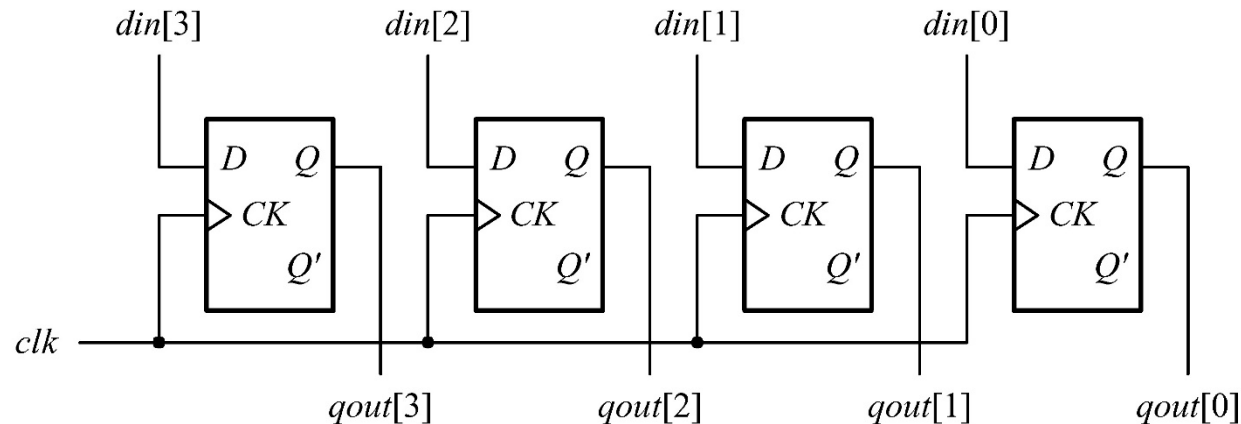 din[3] din[2] din[1] din[0]
D Q D Q D Q D Q
CK CK CK CK
Q' Q' Q' Q'
clk
qout[3] qout[2] qout[1] qout[0]